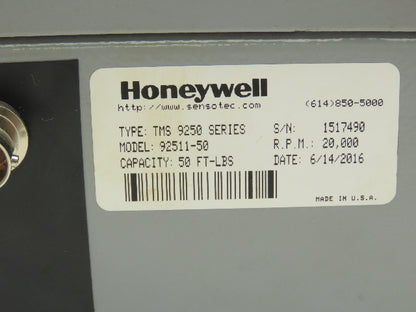 Honeywell
http://www.sensotec.com (614)850-5000
TYPE: TMS 9250 SERIES S/N: 1517490
MODEL: 92511-50 R.P.M.: 20,000
CAPACITY: 50 FT-LBS DATE: 6/14/2016
MADE IN U.S.A.